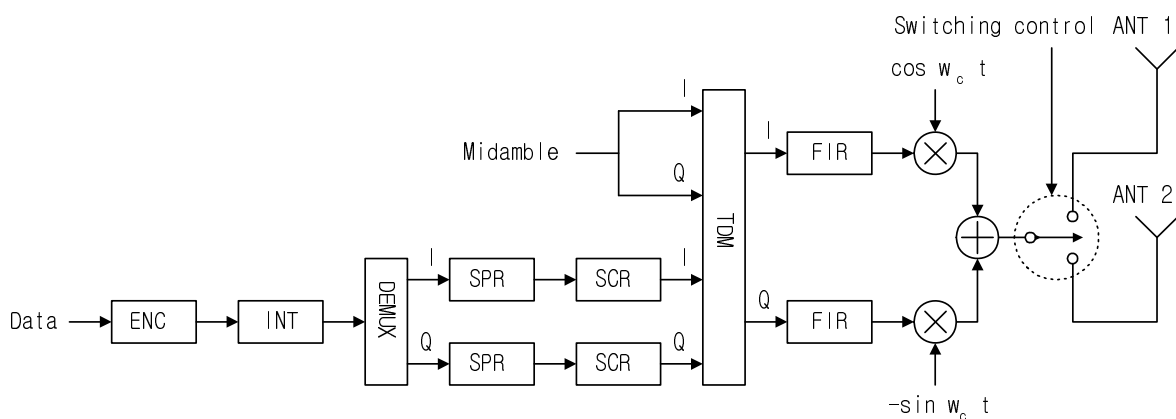 Switching control ANT 1
cos w_c t
I
Midamble
I
FIR
Q
ANT 2
TDM
I
SPR
SCR
I
Q
Data
ENC
INT
DEMUX
FIR
Q
SPR
SCR
Q
-sin w_c t